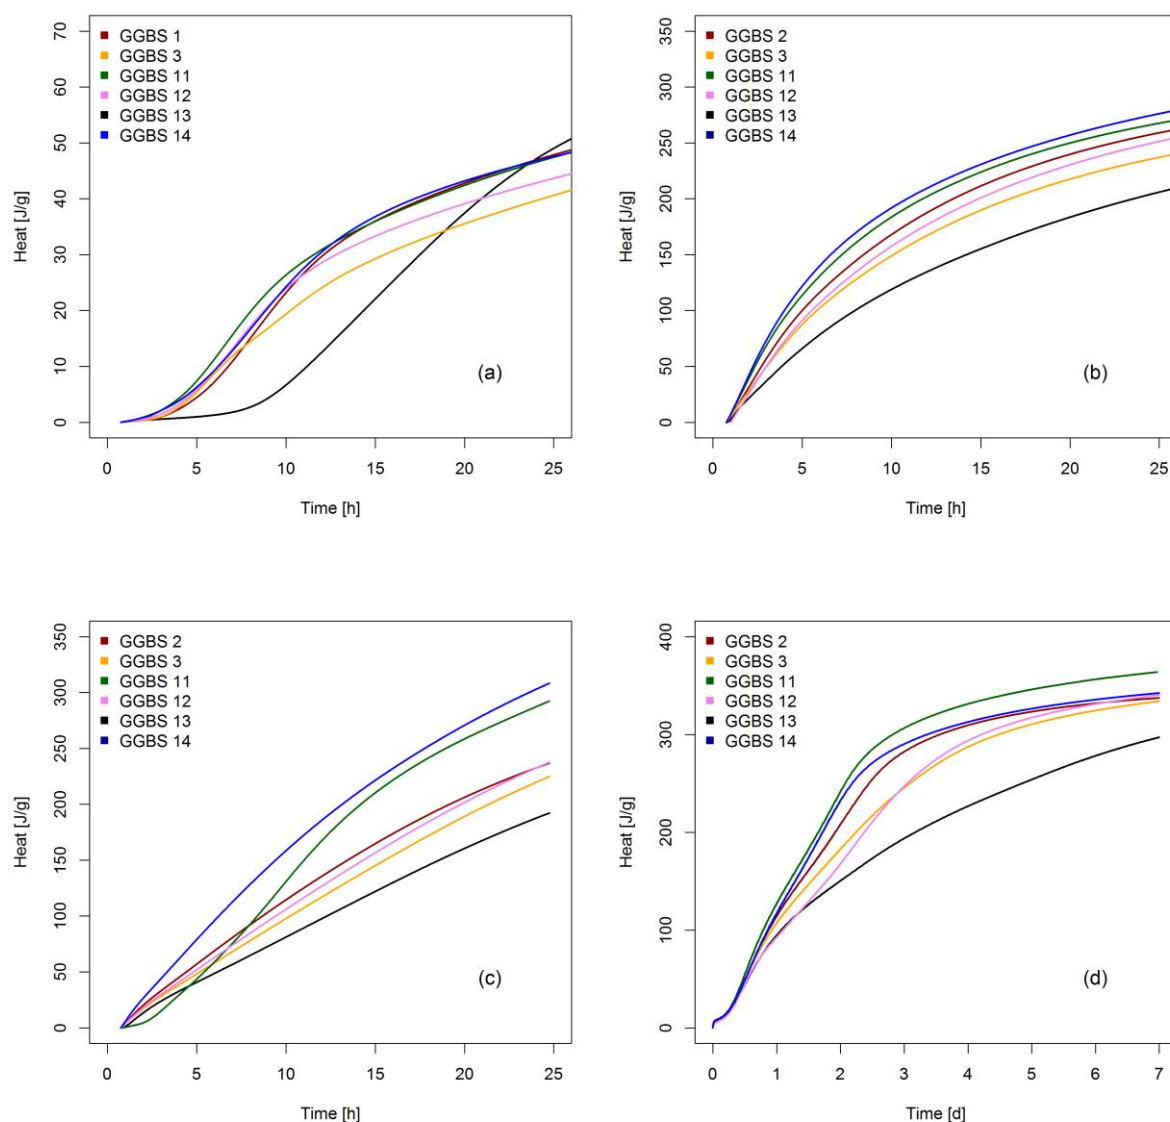 70
60
50
40
30
20
10
0
Heat [J/g]
GGBS 1
GGBS 3
GGBS 11
GGBS 12
GGBS 13
GGBS 14
(a)
0 5 10 15 20 25
Time [h]
350
300
250
200
150
100
50
0
Heat [J/g]
GGBS 2
GGBS 3
GGBS 11
GGBS 12
GGBS 13
GGBS 14
(b)
0 5 10 15 20 25
Time [h]
350
300
250
200
150
100
50
0
Heat [J/g]
GGBS 2
GGBS 3
GGBS 11
GGBS 12
GGBS 13
GGBS 14
(c)
0 5 10 15 20 25
Time [h]
400
300
200
100
0
Heat [J/g]
GGBS 2
GGBS 3
GGBS 11
GGBS 12
GGBS 13
GGBS 14
(d)
0 1 2 3 4 5 6 7
Time [d]